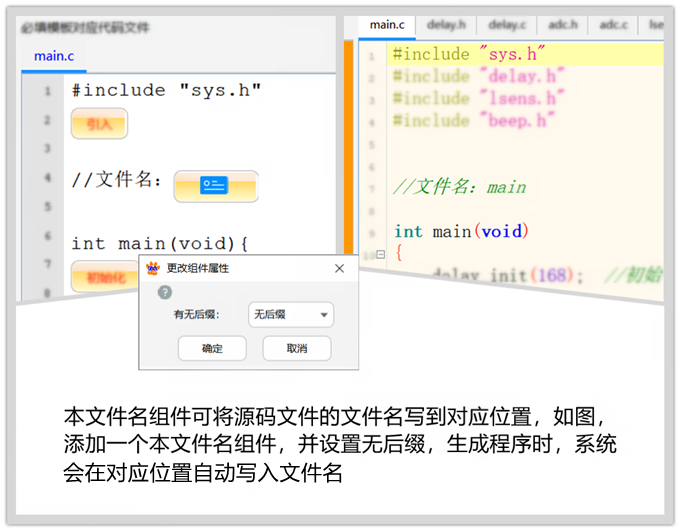 必填模板对应代码文件
main.c
1 #include "sys.h"
2 引入
3
4 //文件名：
5
6 int main(void){
7 初始化
8
main.c delay.h delay.c adc.h adc.c lse
1 #include "sys.h"
2 #include "delay.h"
3 #include "lsens.h"
4 #include "beep.h"
5
6
7 //文件名：main
8
9 int main(void)
10 {
delay_init(168); //初始
更改组件属性
?
有无后缀： 无后缀
确定 取消
本文件名组件可将源码文件的文件名写到对应位置，如图，
添加一个本文件名组件，并设置无后缀，生成程序时，系统
会在对应位置自动写入文件名